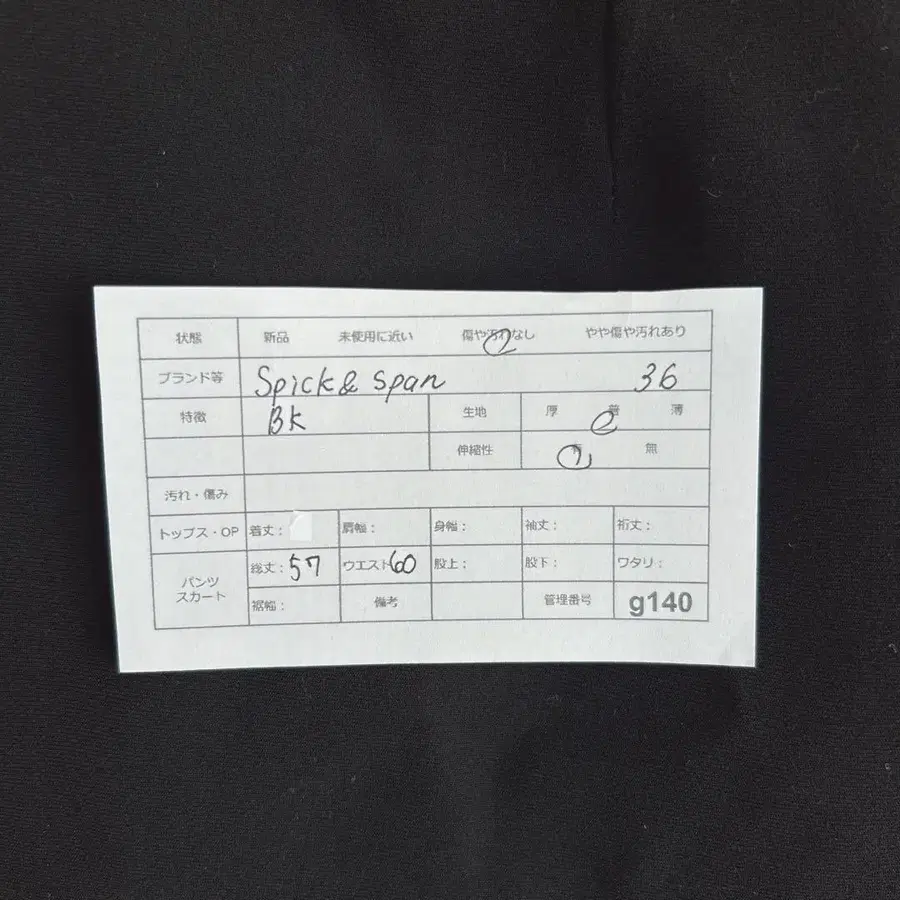 状態 新品 未使用に近い 傷や汚れなし やや傷や汚れあり
ブランド等 Spick & Span 36
特徴 BK 生地 厚 普 薄
伸縮性 有 無
汚れ・傷み
トップス・OP 着丈: 肩幅: 身幅: 袖丈: 裄丈:
パンツ スカート 総丈: 57 ウエスト 60 股上: 股下: ワタリ:
裾幅: 備考 管理番号 g140